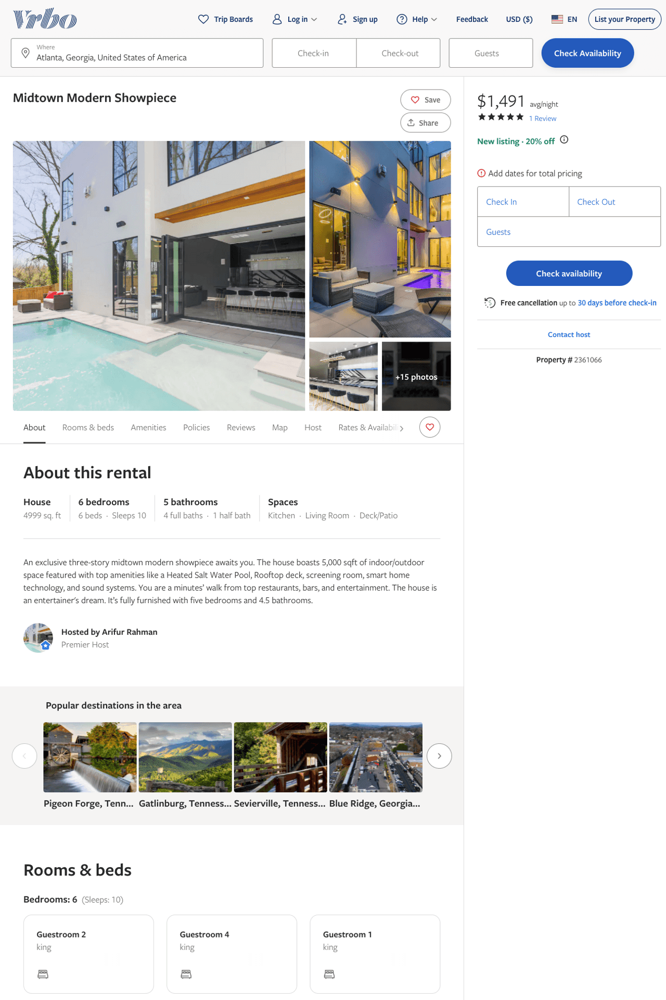 Vrbo
Trip Boards
Log in
Sign up
Help
Feedback
USD ($)
EN
List your Property
Where
Atlanta, Georgia, United States of America
Check-in
Check-out
Guests
Check Availability
Midtown Modern Showpiece
Save
Share
+15 photos
$1,491 avg/night
1 Review
New listing · 20% off
Add dates for total pricing
Check In
Check Out
Guests
Check availability
Free cancellation up to 30 days before check-in
Contact host
Property # 2361066
About
Rooms & beds
Amenities
Policies
Reviews
Map
Host
Rates & Availabili
About this rental
House
4999 sq. ft
6 bedrooms
6 beds · Sleeps 10
5 bathrooms
4 full baths · 1 half bath
Spaces
Kitchen · Living Room · Deck/Patio
An exclusive three-story midtown modern showpiece awaits you. The house boasts 5,000 sqft of indoor/outdoor
space featured with top amenities like a Heated Salt Water Pool, Rooftop deck, screening room, smart home
technology, and sound systems. You are a minutes’ walk from top restaurants, bars, and entertainment. The house is
an entertainer's dream. It’s fully furnished with five bedrooms and 4.5 bathrooms.
Hosted by Arifur Rahman
Premier Host
Popular destinations in the area
Pigeon Forge, Tenn...
Gatlinburg, Tenness...
Sevierville, Tenness...
Blue Ridge, Georgia...
Rooms & beds
Bedrooms: 6 (Sleeps: 10)
Guestroom 2
king
Guestroom 4
king
Guestroom 1
king